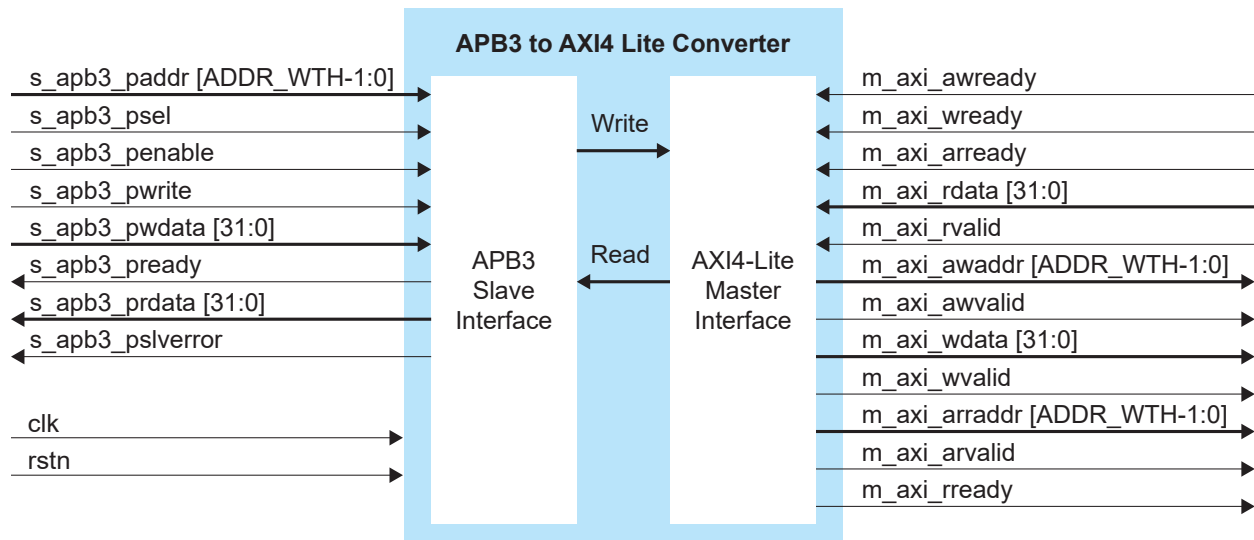 APB3 to AXI4 Lite Converter
s_apb3_paddr [ADDR_WTH-1:0]
s_apb3_psel
s_apb3_penable
s_apb3_pwrite
s_apb3_pwdata [31:0]
s_apb3_pready
s_apb3_prdata [31:0]
s_apb3_pslverror
clk
rstn
APB3
Slave
Interface
Write
Read
AXI4-Lite
Master
Interface
m_axi_awready
m_axi_wready
m_axi_arready
m_axi_rdata [31:0]
m_axi_rvalid
m_axi_awaddr [ADDR_WTH-1:0]
m_axi_awvalid
m_axi_wdata [31:0]
m_axi_wvalid
m_axi_arraddr [ADDR_WTH-1:0]
m_axi_arvalid
m_axi_rready